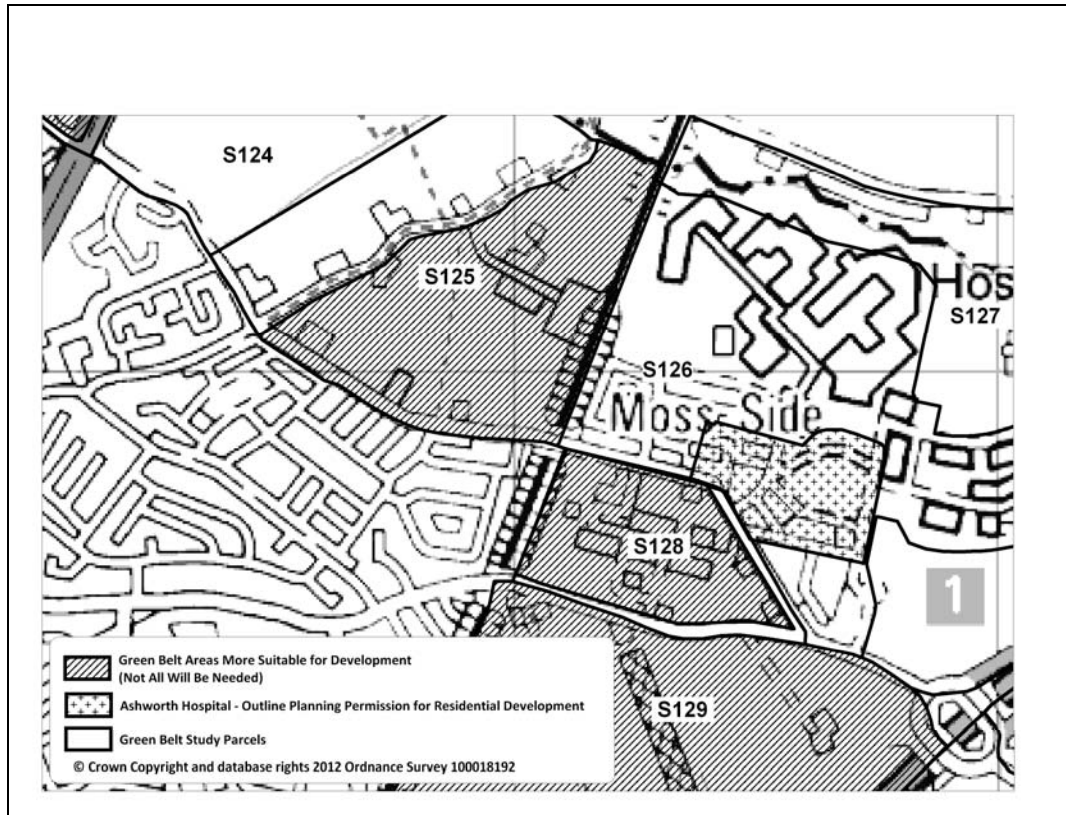 S124
S125
Hos
S127
S126
Moss Side
S128
1
S129
Green Belt Areas More Suitable for Development
(Not All Will Be Needed)
Ashworth Hospital - Outline Planning Permission for Residential Development
Green Belt Study Parcels
© Crown Copyright and database rights 2012 Ordnance Survey 100018192